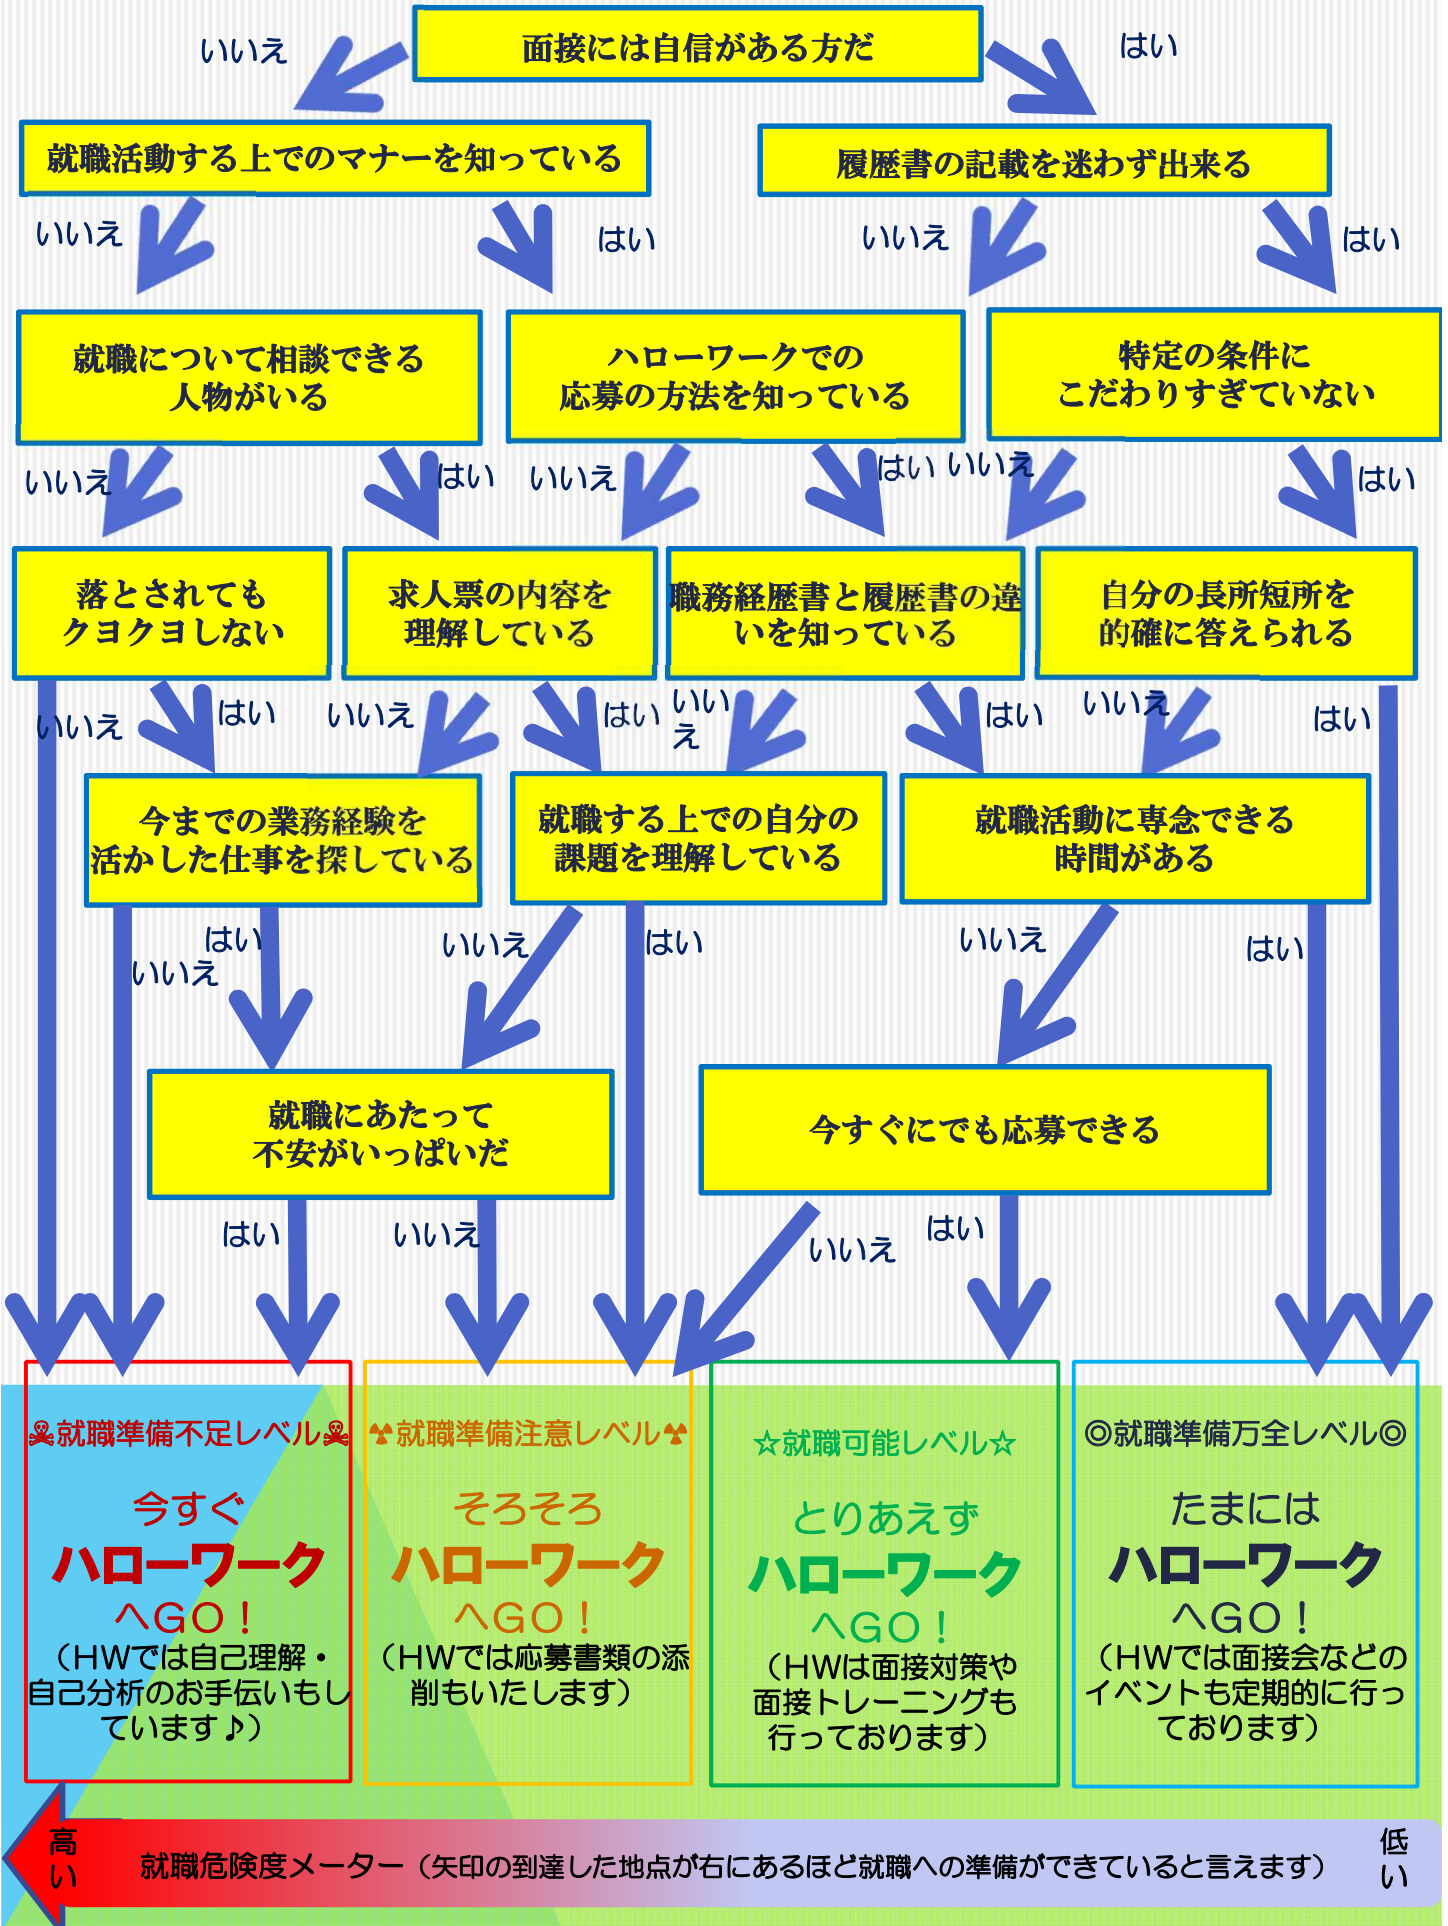 面接には自信がある方だ
いいえ
はい
就職活動する上でのマナーを知っている
履歴書の記載を迷わず出来る
いいえ
はい
いいえ
はい
就職について相談できる
人物がいる
ハローワークでの
応募の方法を知っている
特定の条件に
こだわりすぎていない
いいえ
はい
いいえ
はい
いいえ
はい
落とされても
クヨクヨしない
求人票の内容を
理解している
職務経歴書と履歴書の違
いを知っている
自分の長所短所を
的確に答えられる
いいえ
はい
いいえ
はい
いい
え
はい
いいえ
はい
今までの業務経験を
活かした仕事を探している
就職する上での自分の
課題を理解している
就職活動に専念できる
時間がある
はい
いいえ
いいえ
はい
いいえ
はい
就職にあたって
不安がいっぱいだ
今すぐにでも応募できる
はい
いいえ
いいえ
はい
☠就職準備不足レベル☠
今すぐ
ハローワーク
へGO！
（HWでは自己理解・
自己分析のお手伝いもし
ています♪）
☢就職準備注意レベル☢
そろそろ
ハローワーク
へGO！
（HWでは応募書類の添
削もいたします）
☆就職可能レベル☆
とりあえず
ハローワーク
へGO！
（HWは面接対策や
面接トレーニングも
行っております）
◎就職準備万全レベル◎
たまには
ハローワーク
へGO！
（HWでは面接会などの
イベントも定期的に行っ
ております）
高
い
就職危険度メーター（矢印の到達した地点が右にあるほど就職への準備ができていると言えます）
低
い